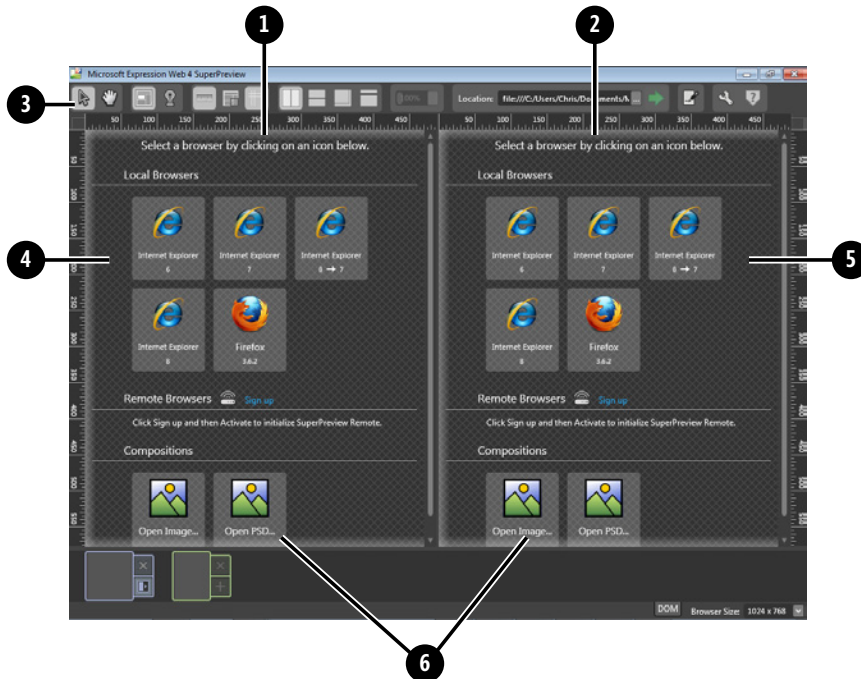 1
2
Microsoft Expression Web 4 SuperPreview
3
Location: file:///C:/Users/Chris/Documents/
50 100 150 200 250 300 350 400 450 50 100 150 200 250 300 350 400 450
Select a browser by clicking on an icon below.
Select a browser by clicking on an icon below.
Local Browsers
Local Browsers
Internet Explorer
6
Internet Explorer
7
Internet Explorer
8 → 7
Internet Explorer
6
Internet Explorer
7
Internet Explorer
8 → 7
4
5
Internet Explorer
8
Firefox
3.6.2
Internet Explorer
8
Firefox
3.6.2
Remote Browsers Sign up
Remote Browsers Sign up
Click Sign up and then Activate to initialize SuperPreview Remote.
Click Sign up and then Activate to initialize SuperPreview Remote.
Compositions
Compositions
Open Image...
Open PSD...
Open Image...
Open PSD...
DOM Browser Size: 1024 x 768
6